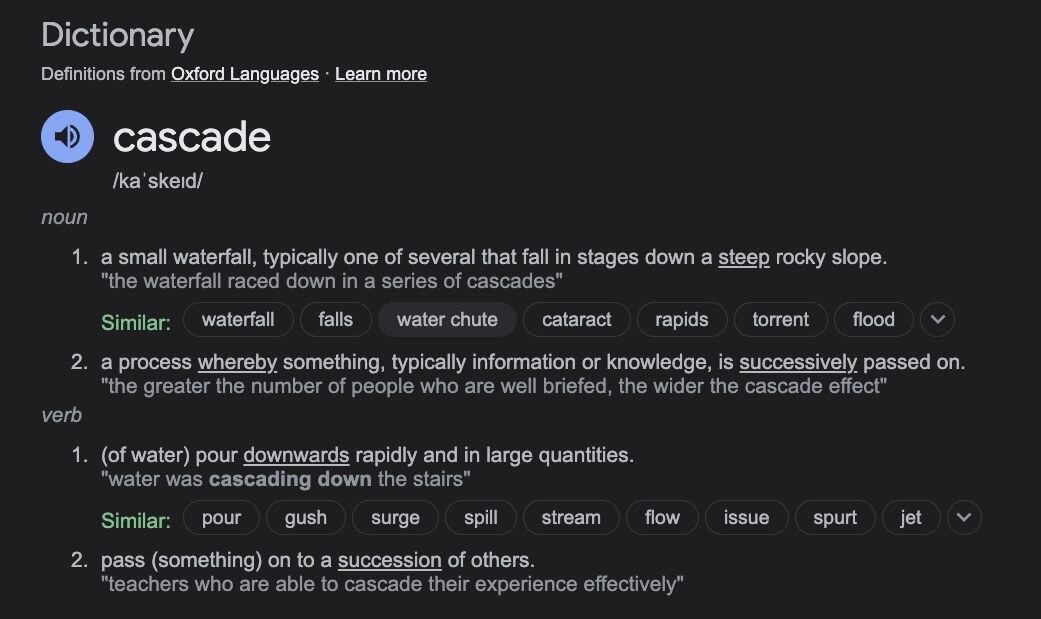 Dictionary
Definitions from Oxford Languages · Learn more
cascade
/kaˈskeɪd/
noun
1. a small waterfall, typically one of several that fall in stages down a steep rocky slope.
"the waterfall raced down in a series of cascades"
Similar: waterfall falls water chute cataract rapids torrent flood
2. a process whereby something, typically information or knowledge, is successively passed on.
"the greater the number of people who are well briefed, the wider the cascade effect"
verb
1. (of water) pour downwards rapidly and in large quantities.
"water was cascading down the stairs"
Similar: pour gush surge spill stream flow issue spurt jet
2. pass (something) on to a succession of others.
"teachers who are able to cascade their experience effectively"